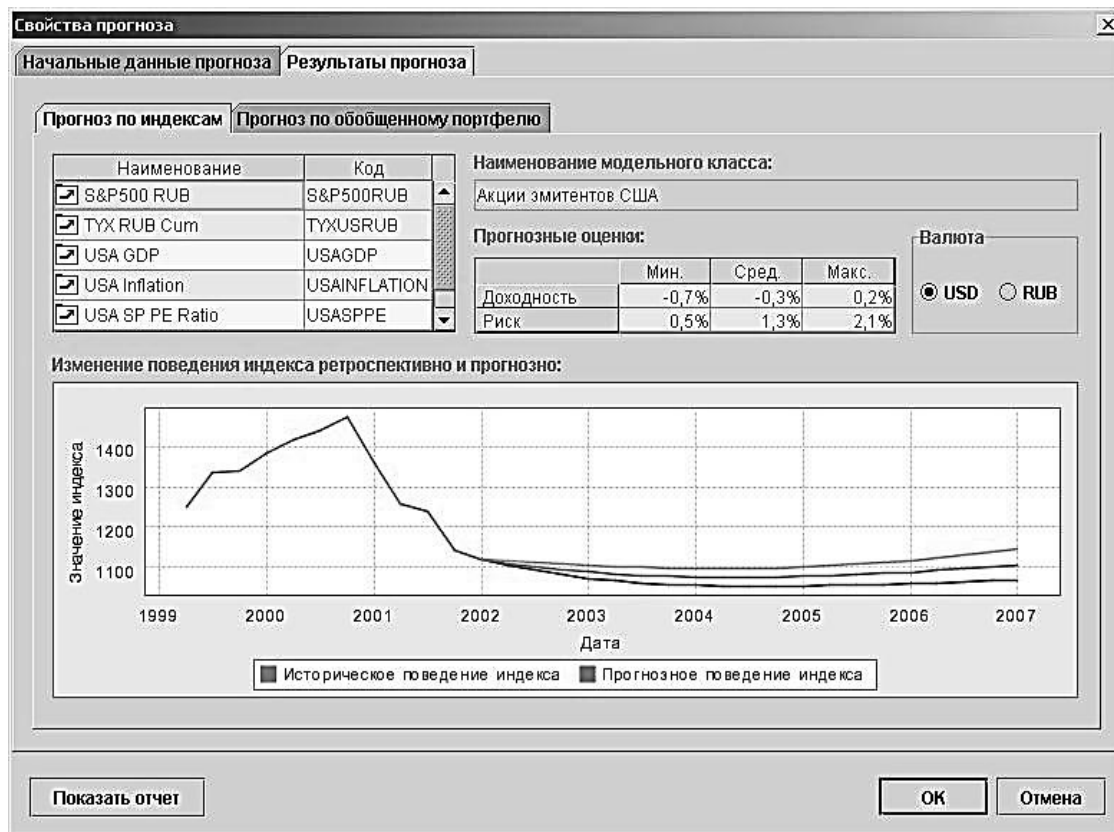 Свойства прогноза
Начальные данные прогноза Результаты прогноза
Прогноз по индексам Прогноз по обобщенному портфелю
Наименование Код
S&P500 RUB S&P500RUB
TYX RUB Cum TYXUSRUB
USA GDP USAGDP
USA Inflation USAINFLATION
USA SP PE Ratio USASPPE
Наименование модельного класса:
Акции эмитентов США
Прогнозные оценки:
Мин. Сред. Макс.
Доходность -0,7% -0,3% 0,2%
Риск 0,5% 1,3% 2,1%
Валюта
USD RUB
Изменение поведения индекса ретроспективно и прогнозно:
Значение индекса
1400
1300
1200
1100
1999 2000 2001 2002 2003 2004 2005 2006 2007
Дата
Историческое поведение индекса Прогнозное поведение индекса
Показать отчет OK Отмена